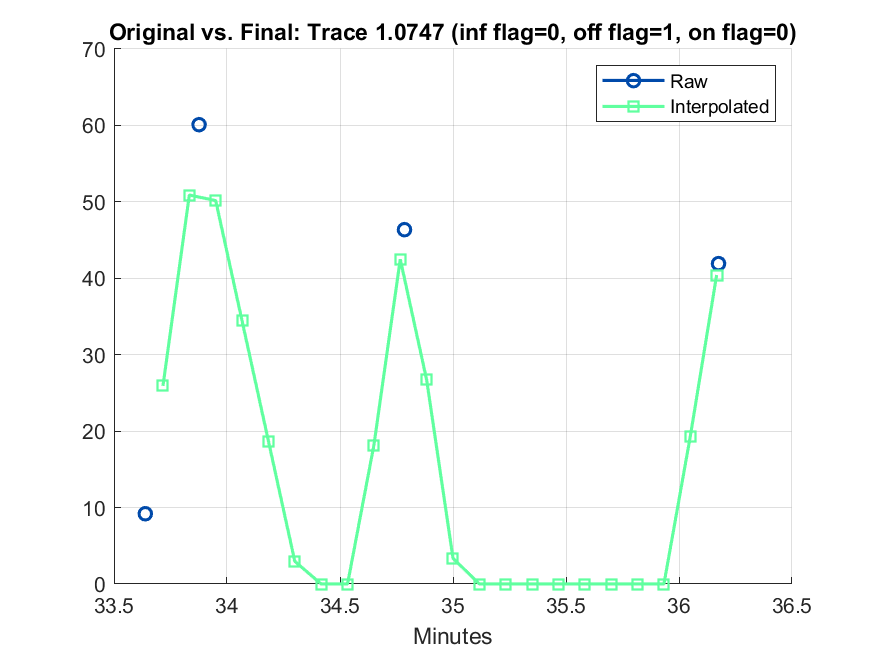 Original vs. Final: Trace 1.0747 (inf flag=0, off flag=1, on flag=0)
70
60
50
40
30
20
10
0
Raw
Interpolated
33.5 34 34.5 35 35.5 36 36.5
Minutes